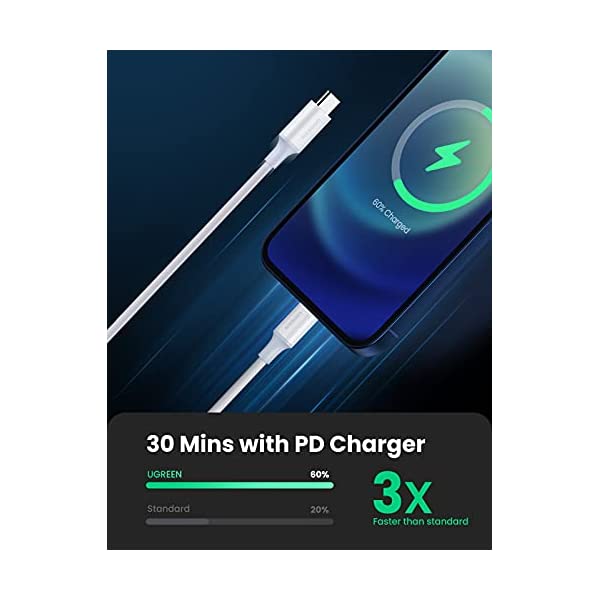 60% Charged
30 Mins with PD Charger
UGREEN 60%
Standard 20%
3X
Faster than standard